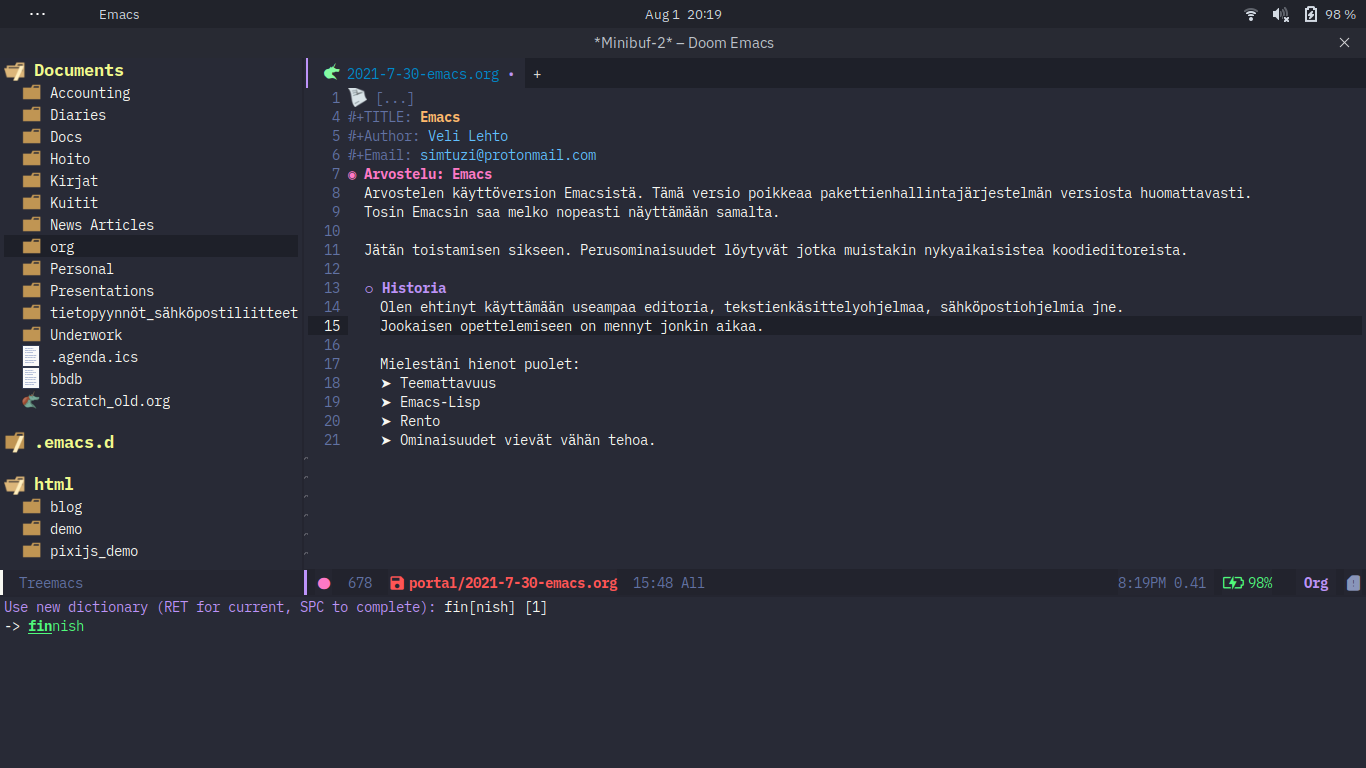 ··· Emacs Aug 1 20:19 98 %
*Minibuf-2* – Doom Emacs
Documents
Accounting
Diaries
Docs
Hoito
Kirjat
Kuitit
News Articles
org
Personal
Presentations
tietopyynnöt_sähköpostiliitteet
Underwork
.agenda.ics
bbdb
scratch_old.org
.emacs.d
html
blog
demo
pixijs_demo
Treemacs
2021-7-30-emacs.org • +
1 [...]
4 #+TITLE: Emacs
5 #+Author: Veli Lehto
6 #+Email: simtuzi@protonmail.com
7 ◉ Arvostelu: Emacs
8 Arvostelen käyttöversion Emacsistä. Tämä versio poikkeaa pakettienhallintajärjestelmän versiosta huomattavasti.
9 Tosin Emacsin saa melko nopeasti näyttämään samalta.
10
11 Jätän toistamisen sikseen. Perusominaisuudet löytyvät jotka muistakin nykyaikaisistea koodieditoreista.
12
13 ○ Historia
14 Olen ehtinyt käyttämään useampaa editoria, tekstienkäsittelyohjelmaa, sähköpostiohjelmia jne.
15 Jookaisen opettelemiseen on mennyt jonkin aikaa.
16
17 Mielestäni hienot puolet:
18 ➤ Teemattavuus
19 ➤ Emacs-Lisp
20 ➤ Rento
21 ➤ Ominaisuudet vievät vähän tehoa.
678 portal/2021-7-30-emacs.org 15:48 All 8:19PM 0.41 98% Org
Use new dictionary (RET for current, SPC to complete): fin[nish] [1]
-> finnish